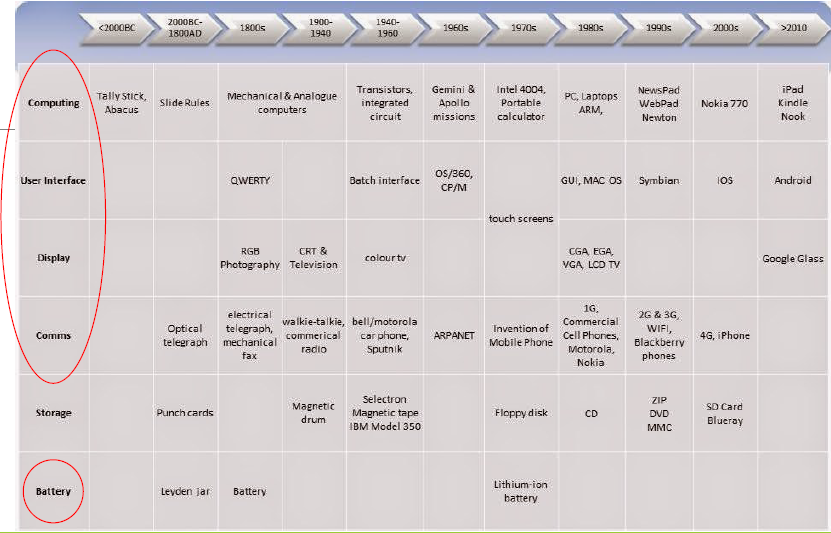 <2000BC
2000BC-
1800AD
1800s
1900-
1940
1940-
1960
1960s
1970s
1980s
1990s
2000s
>2010
Computing
Tally Stick,
Abacus
Slide Rules
Mechanical & Analogue
computers
Transistors,
integrated
circuit
Gemini &
Apollo
missions
Intel 4004,
Portable
calculator
PC, Laptops
ARM,
NewsPad
WebPad
Newton
Nokia 770
iPad
Kindle
Nook
User Interface
QWERTY
Batch interface
OS/360,
CP/M
touch screens
GUI, MAC OS
Symbian
IOS
Android
Display
RGB
Photography
CRT &
Television
colour tv
CGA, EGA,
VGA, LCD TV
Google Glass
Comms
Optical
telegraph
electrical
telegraph,
mechanical
fax
walkie-talkie,
commerical
radio
bell/motorola
car phone,
Sputnik
ARPANET
Invention of
Mobile Phone
1G,
Commercial
Cell Phones,
Motorola,
Nokia
2G & 3G,
WIFI,
Blackberry
phones
4G, iPhone
Storage
Punch cards
Magnetic
drum
Selectron
Magnetic tape
IBM Model 350
Floppy disk
CD
ZIP
DVD
MMC
SD Card
Blueray
Battery
Leyden jar
Battery
Lithium-ion
battery